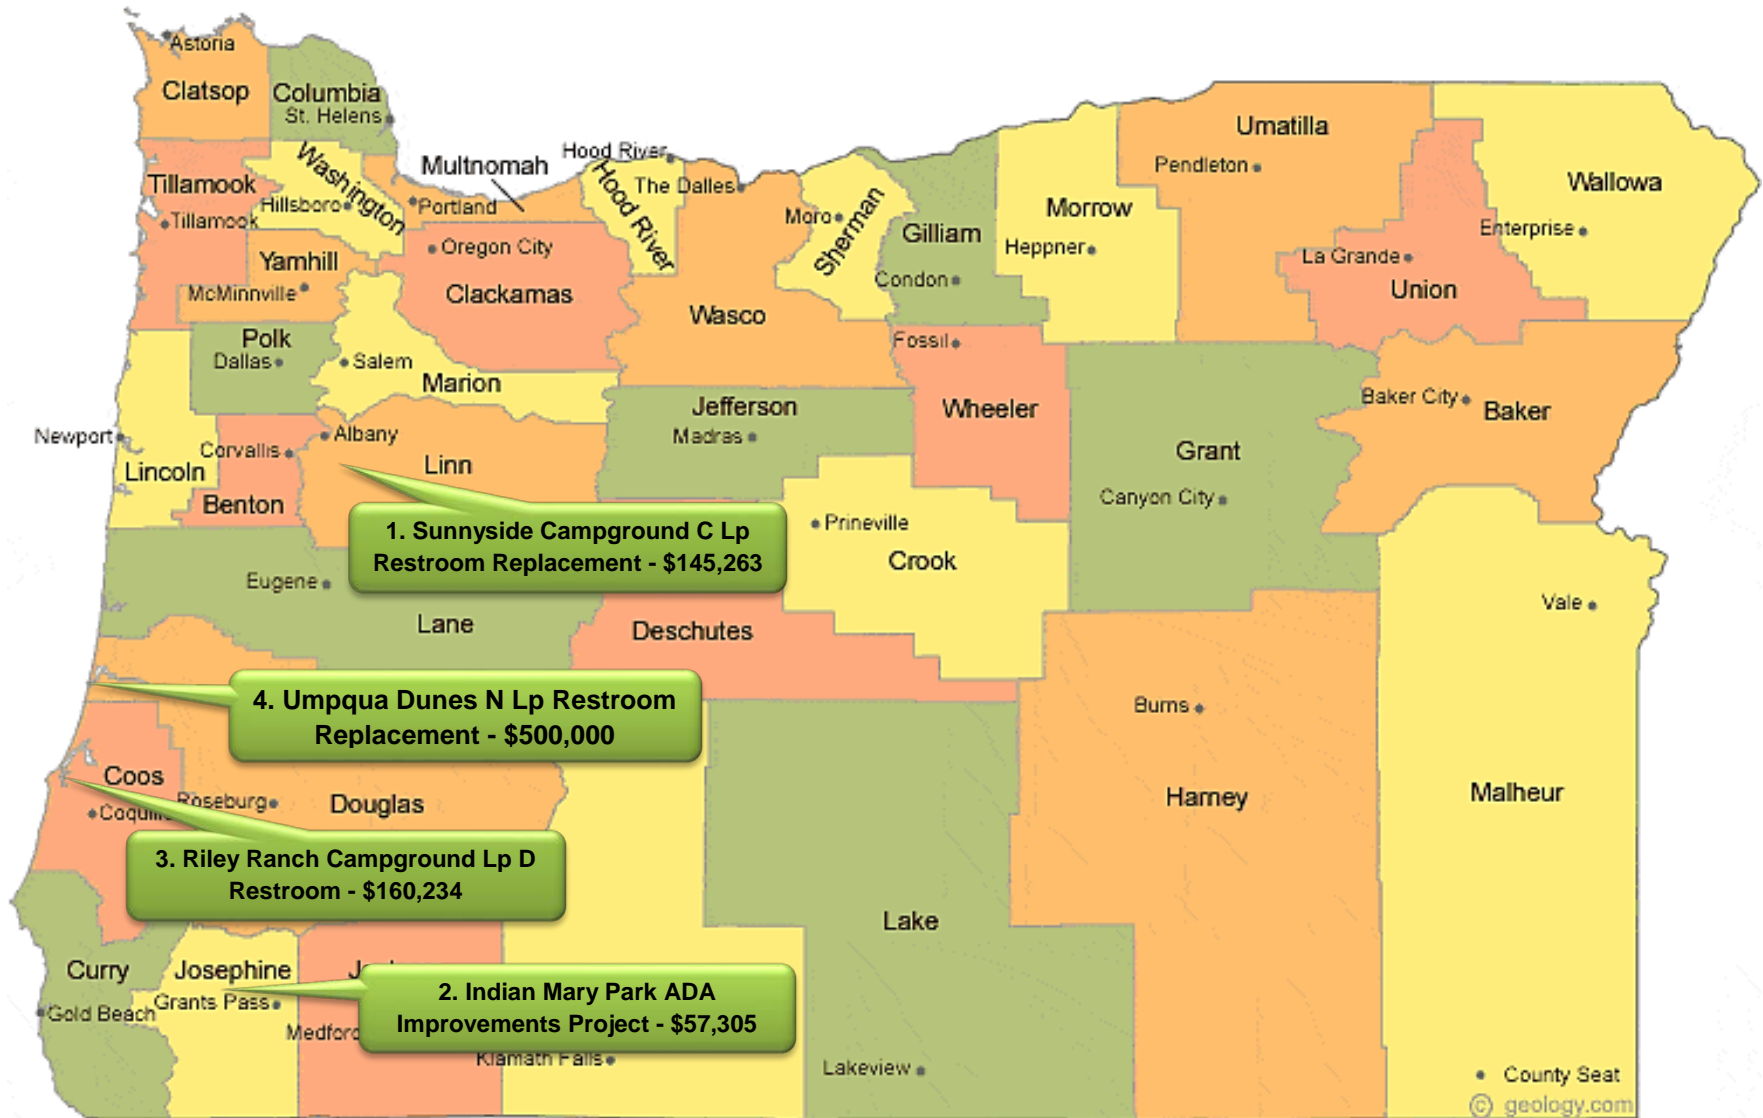 Astoria
Clatsop
Columbia
St. Helens
Tillamook
Tillamook
Washington
Hillsboro
Multnomah
Portland
Hood River
Hood River
The Dalles
Moro
Sherman
Gilliam
Condon
Morrow
Heppner
Umatilla
Pendleton
Wallowa
Enterprise
La Grande
Union
Yamhill
McMinnville
Oregon City
Clackamas
Wasco
Polk
Dallas
Salem
Marion
Fossil
Wheeler
Jefferson
Madras
Grant
Canyon City
Baker City
Baker
Newport
Lincoln
Corvallis
Benton
Albany
Linn
1. Sunnyside Campground C Lp
Restroom Replacement - $145,263
Prineville
Crook
Eugene
Lane
Deschutes
Vale
4. Umpqua Dunes N Lp Restroom
Replacement - $500,000
Burns
Harney
Malheur
Coos
Roseburg
Douglas
3. Riley Ranch Campground Lp D
Restroom - $160,234
Lake
Curry
Josephine
Gold Beach
Grants Pass
2. Indian Mary Park ADA
Improvements Project - $57,305
Medford
Klamath Falls
Lakeview
County Seat
© geology.com